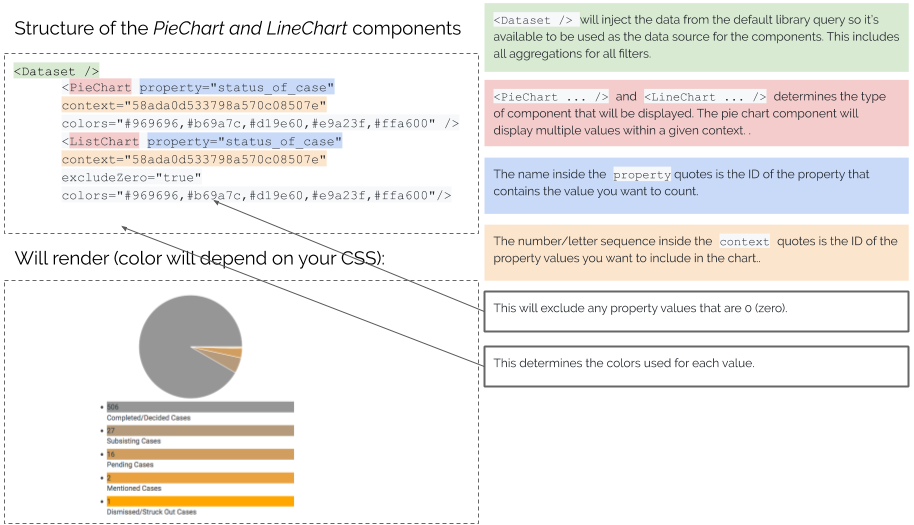 Structure of the PieChart and LineChart components
<Dataset />
<PieChart property="status_of_case"
context="58ada0d533798a570c08507e"
colors="#969696,#b69a7c,#d19e60,#e9a23f,#ffa600" />
<ListChart property="status_of_case"
context="58ada0d533798a570c08507e"
excludeZero="true"
colors="#969696,#b69a7c,#d19e60,#e9a23f,#ffa600"/>
Will render (color will depend on your CSS):
506
Completed/Decided Cases
27
Subsisting Cases
16
Pending Cases
2
Mentioned Cases
1
Dismissed/Struck Out Cases
<Dataset /> will inject the data from the default library query so it's
available to be used as the data source for the components. This includes
all aggregations for all filters.
<PieChart ... /> and <LineChart ... /> determines the type
of component that will be displayed. The pie chart component will
display multiple values within a given context. .
The name inside the property quotes is the ID of the property that
contains the value you want to count.
The number/letter sequence inside the context quotes is the ID of the
property values you want to include in the chart..
This will exclude any property values that are 0 (zero).
This determines the colors used for each value.